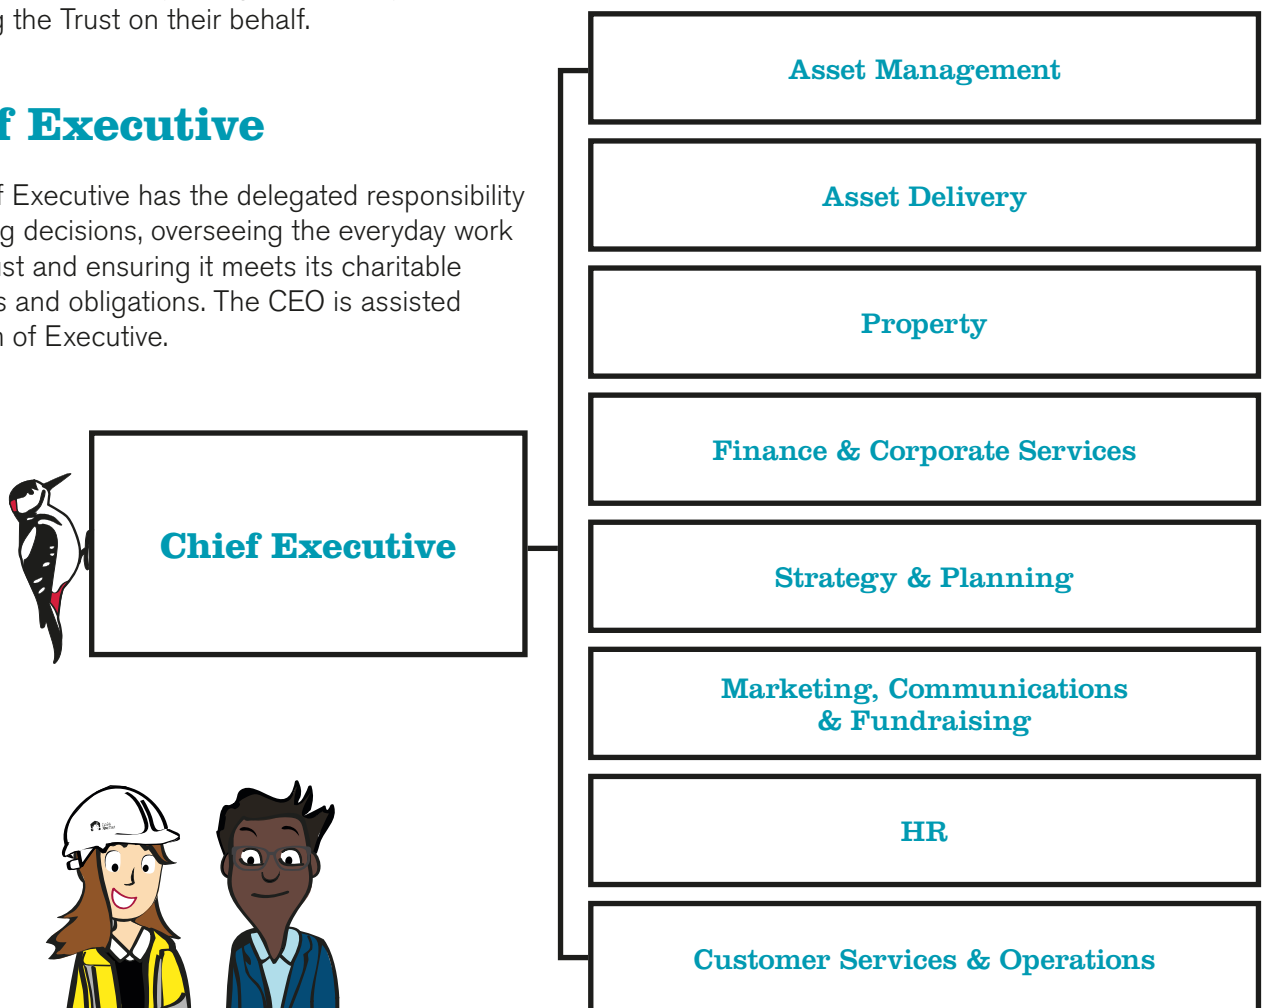 the Trust on their behalf.
Executive
Executive has the delegated responsibility
decisions, overseeing the everyday work
and ensuring it meets its charitable
and obligations. The CEO is assisted
of Executive.
Chief Executive
Asset Management
Asset Delivery
Property
Finance & Corporate Services
Strategy & Planning
Marketing, Communications
& Fundraising
HR
Customer Services & Operations